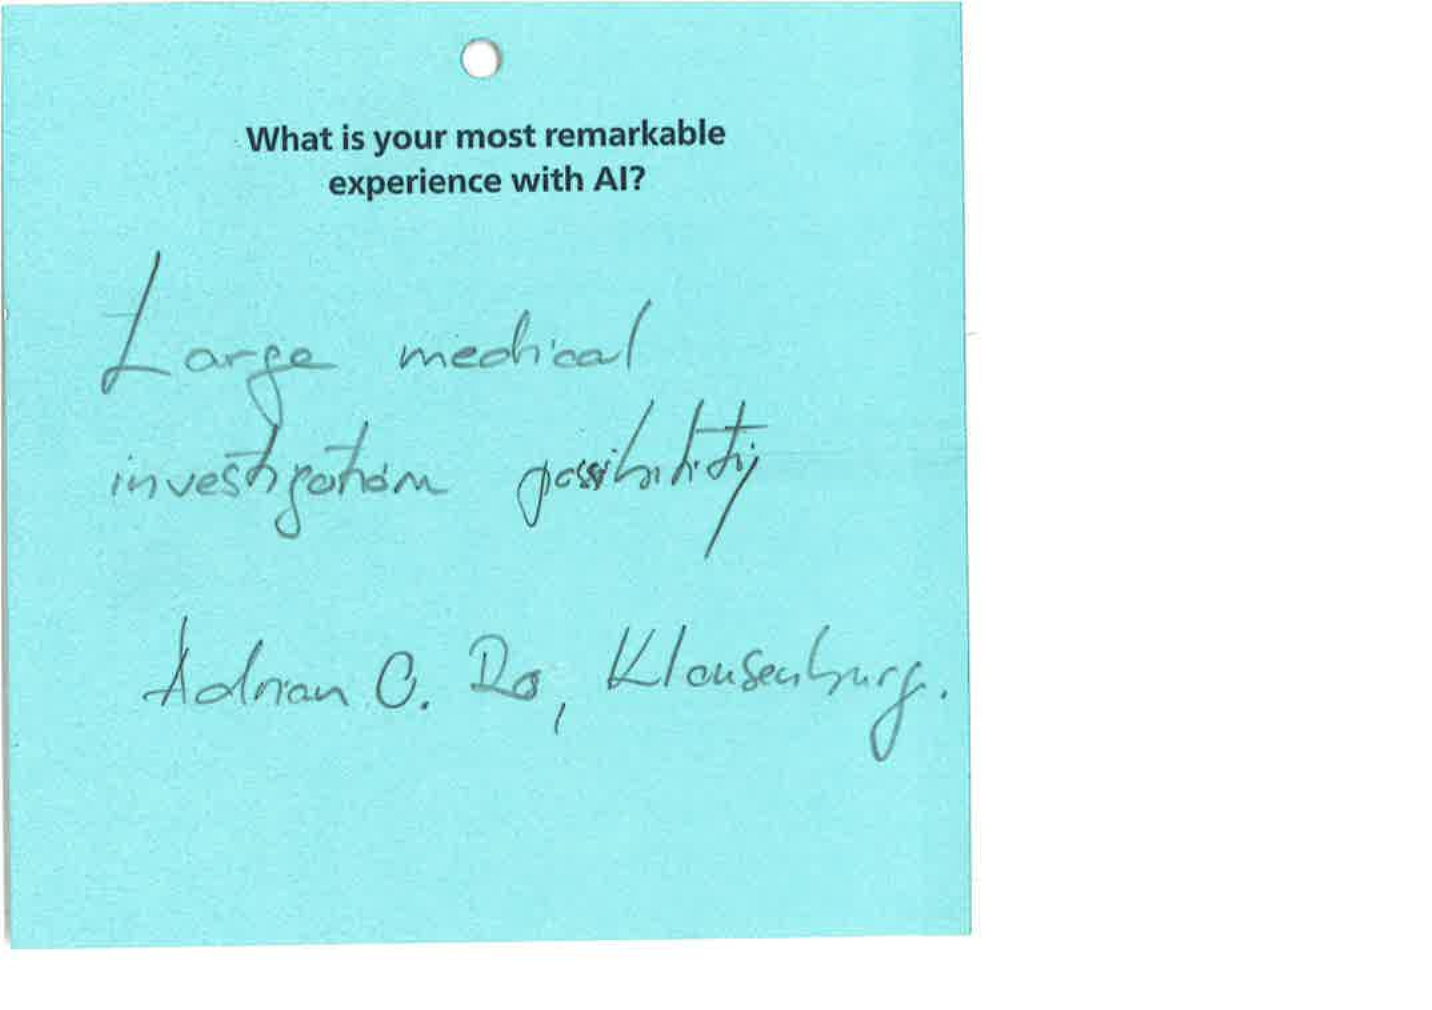 What is your most remarkable
experience with AI?
Large medical
investigation possibility
Adrian C. Ro, Klausenburg.